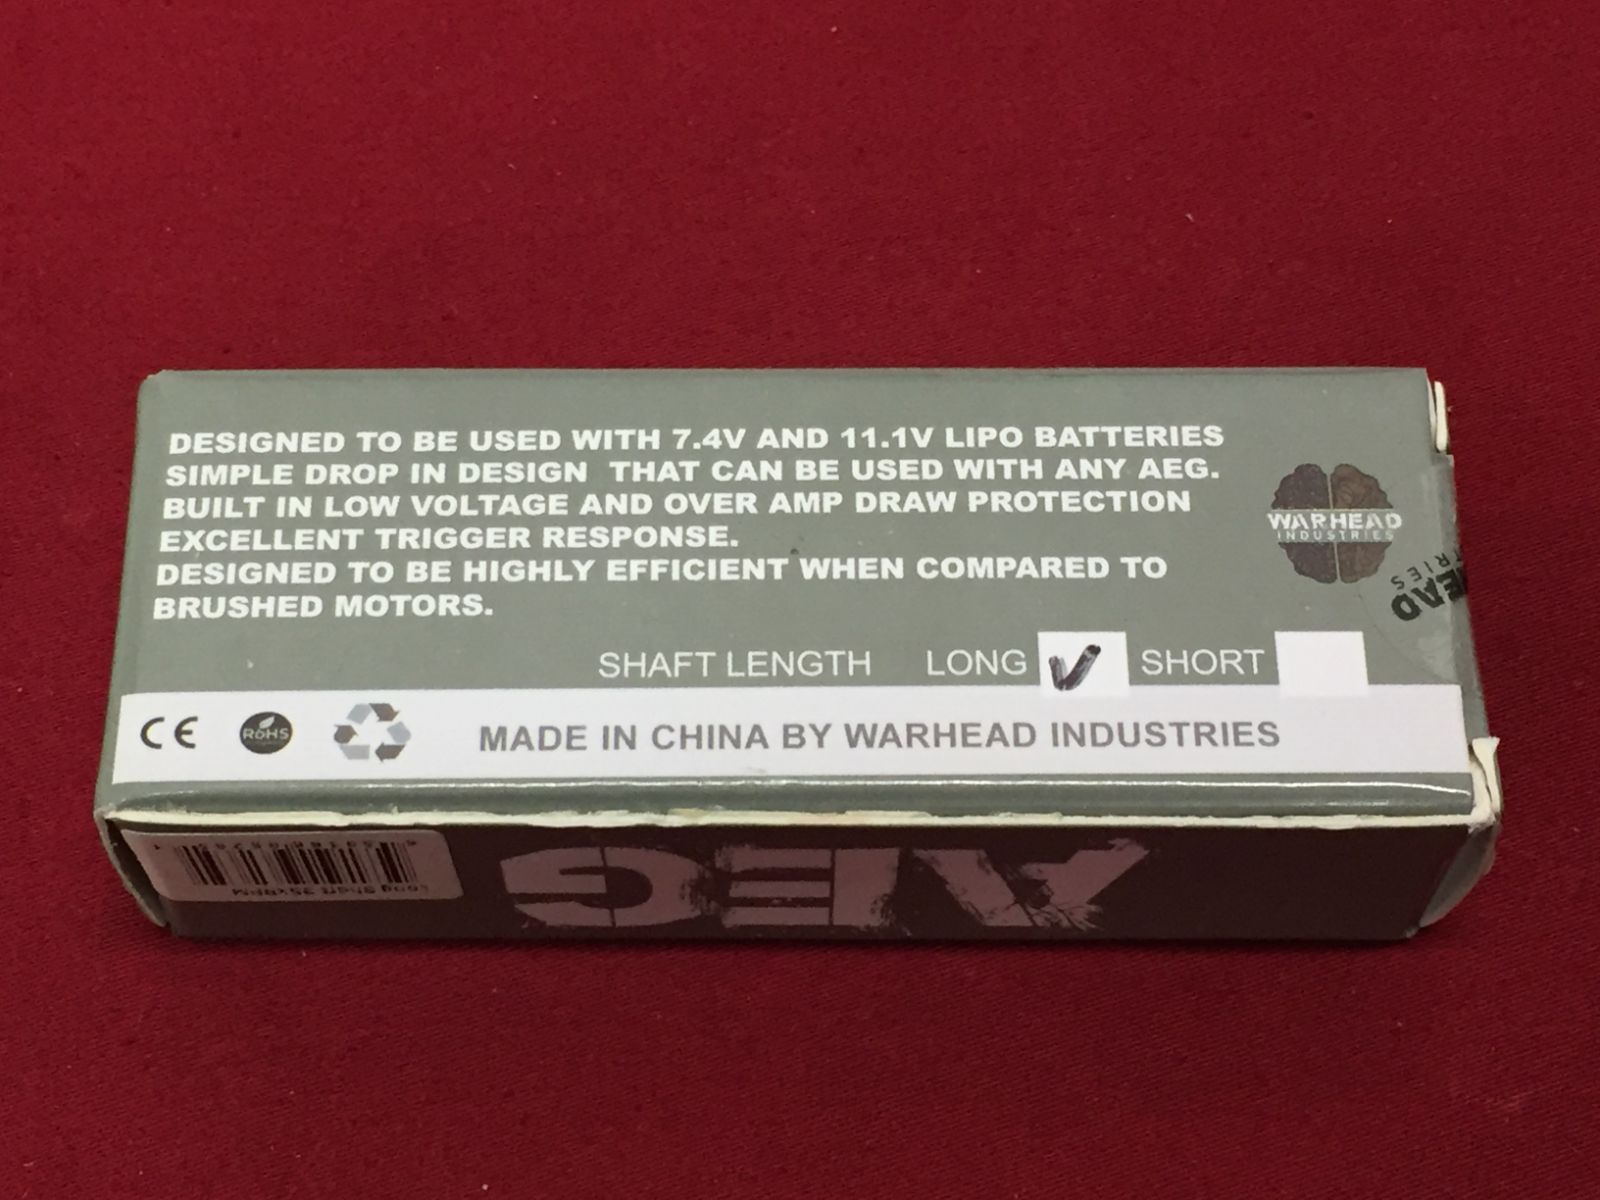 DESIGNED TO BE USED WITH 7.4V AND 11.1V LIPO BATTERIES
SIMPLE DROP IN DESIGN THAT CAN BE USED WITH ANY AEG.
BUILT IN LOW VOLTAGE AND OVER AMP DRAW PROTECTION
EXCELLENT TRIGGER RESPONSE.
DESIGNED TO BE HIGHLY EFFICIENT WHEN COMPARED TO
BRUSHED MOTORS.
WARHEAD
INDUSTRIES
SHAFT LENGTH LONG SHORT
CE RoHS MADE IN CHINA BY WARHEAD INDUSTRIES
AEG
Long Shaft 35kRPM